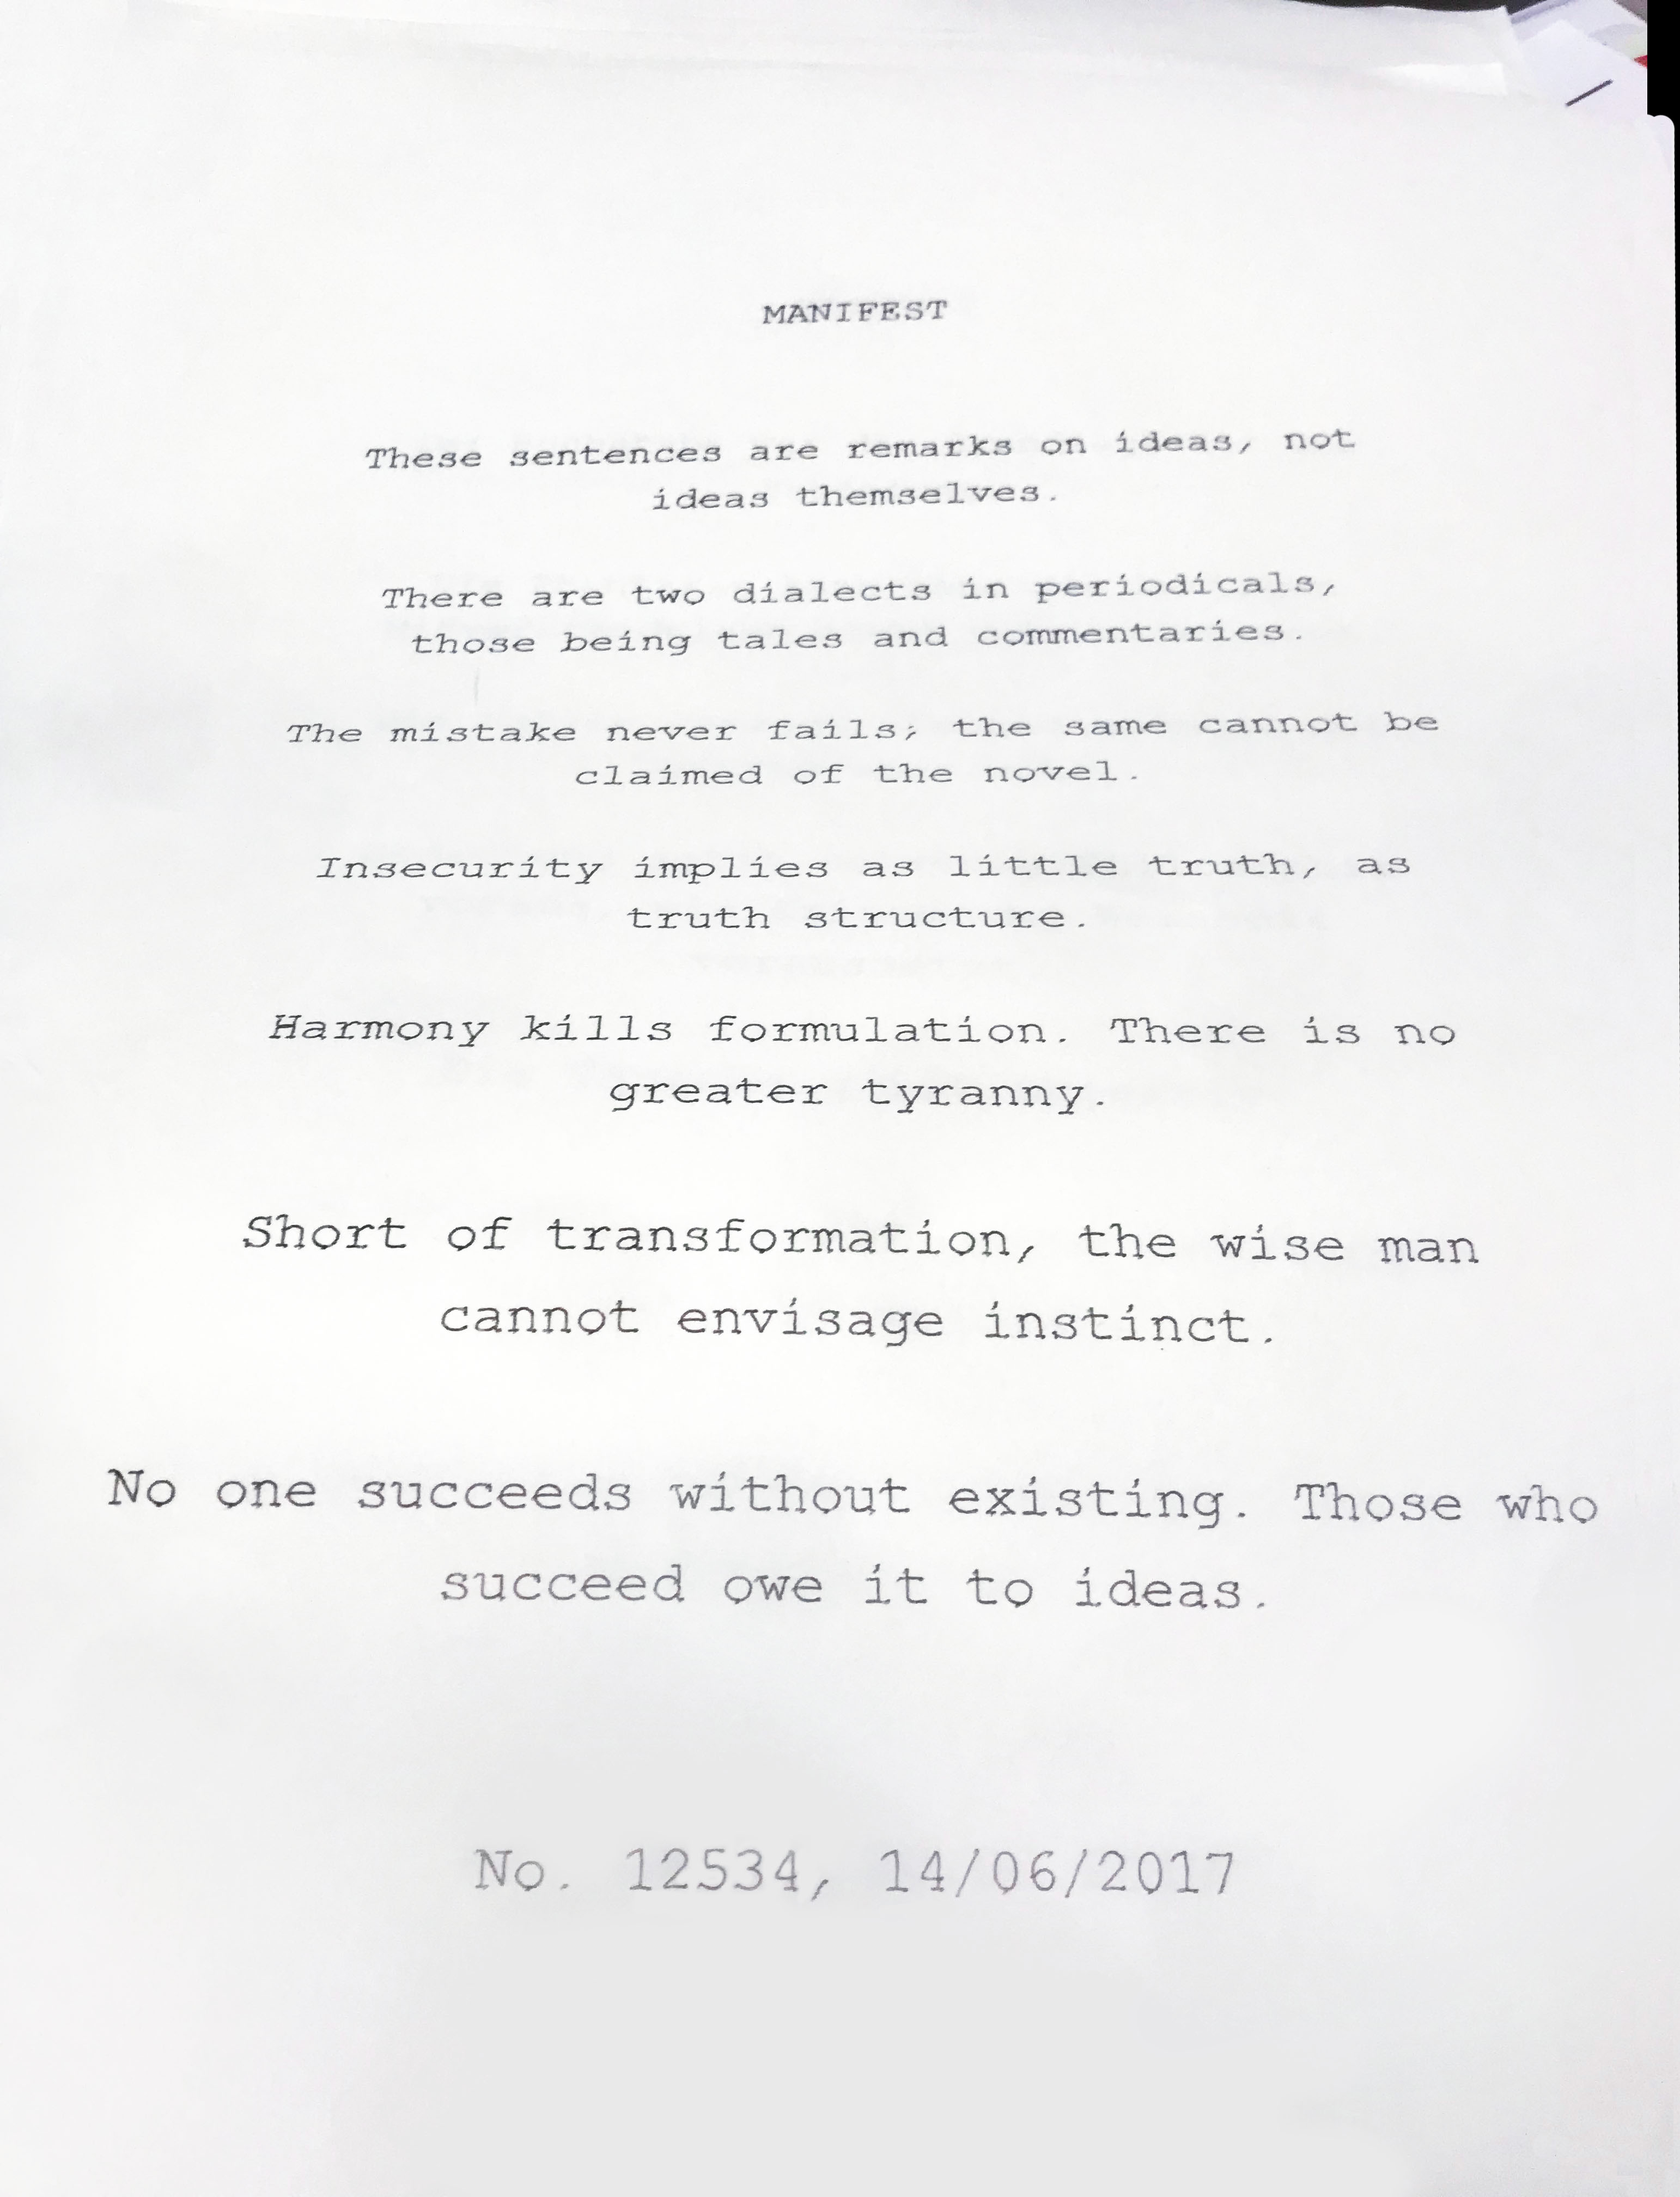 MANIFEST
These sentences are remarks on ideas, not
ideas themselves.
There are two dialects in periodicals,
those being tales and commentaries.
The mistake never fails; the same cannot be
claimed of the novel.
Insecurity implies as little truth, as
truth structure.
Harmony kills formulation. There is no
greater tyranny.
Short of transformation, the wise man
cannot envisage instinct.
No one succeeds without existing. Those who
succeed owe it to ideas.
No. 12534, 14/06/2017